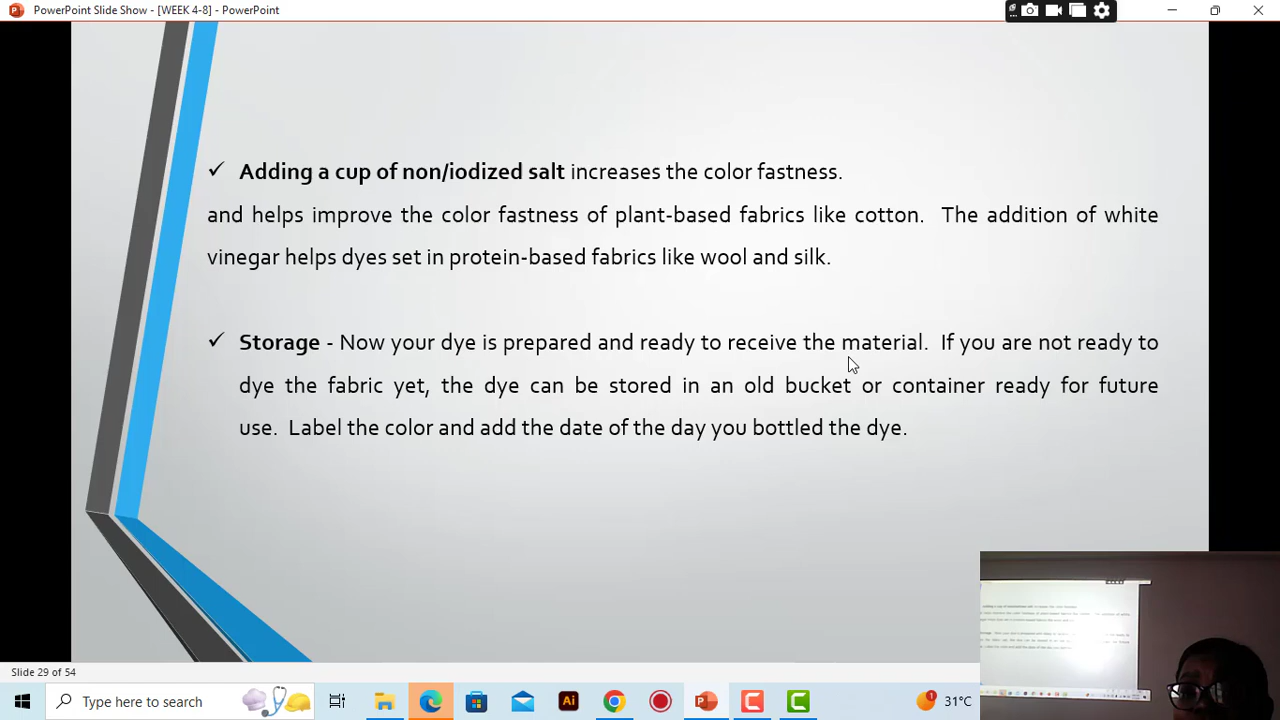 PowerPoint Slide Show - [WEEK 4-8] - PowerPoint
✓ Adding a cup of non/iodized salt increases the color fastness.
and helps improve the color fastness of plant-based fabrics like cotton. The addition of white
vinegar helps dyes set in protein-based fabrics like wool and silk.
✓ Storage - Now your dye is prepared and ready to receive the material. If you are not ready to
dye the fabric yet, the dye can be stored in an old bucket or container ready for future
use. Label the color and add the date of the day you bottled the dye.
Slide 29 of 54
Type here to search
Ai
1
31°C